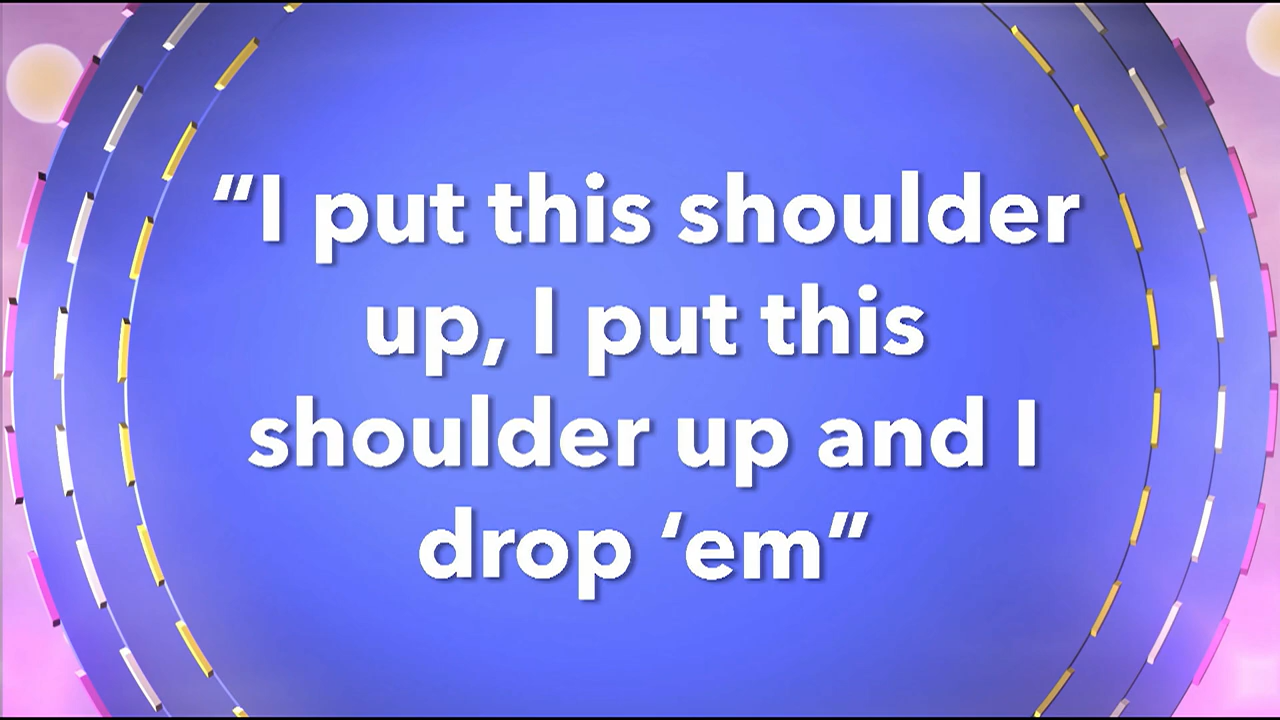 “I put this shoulder
up, I put this
shoulder up and I
drop ‘em”